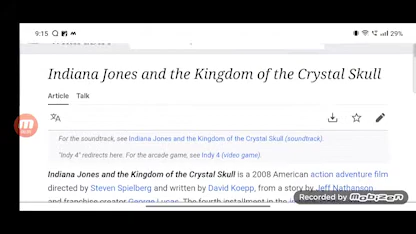 9:15
29%
Indiana Jones and the Kingdom of the Crystal Skull
Article Talk
For the soundtrack, see Indiana Jones and the Kingdom of the Crystal Skull (soundtrack).
"Indy 4" redirects here. For the arcade game, see Indy 4 (video game).
Indiana Jones and the Kingdom of the Crystal Skull is a 2008 American action adventure film
directed by Steven Spielberg and written by David Koepp, from a story by Jeff Nathanson
and franchise creator George Lucas. The fourth installment in the
Recorded by Mobizen